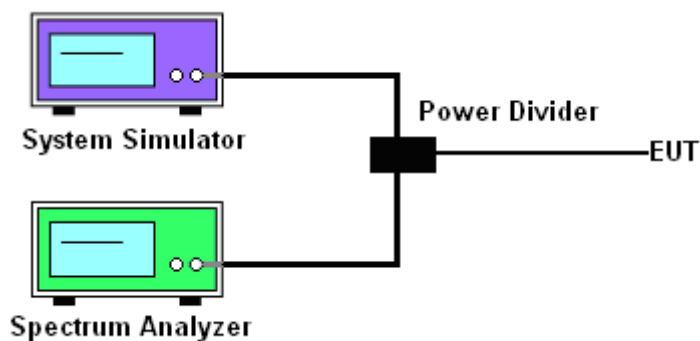 System Simulator
Power Divider
EUT
Spectrum Analyzer